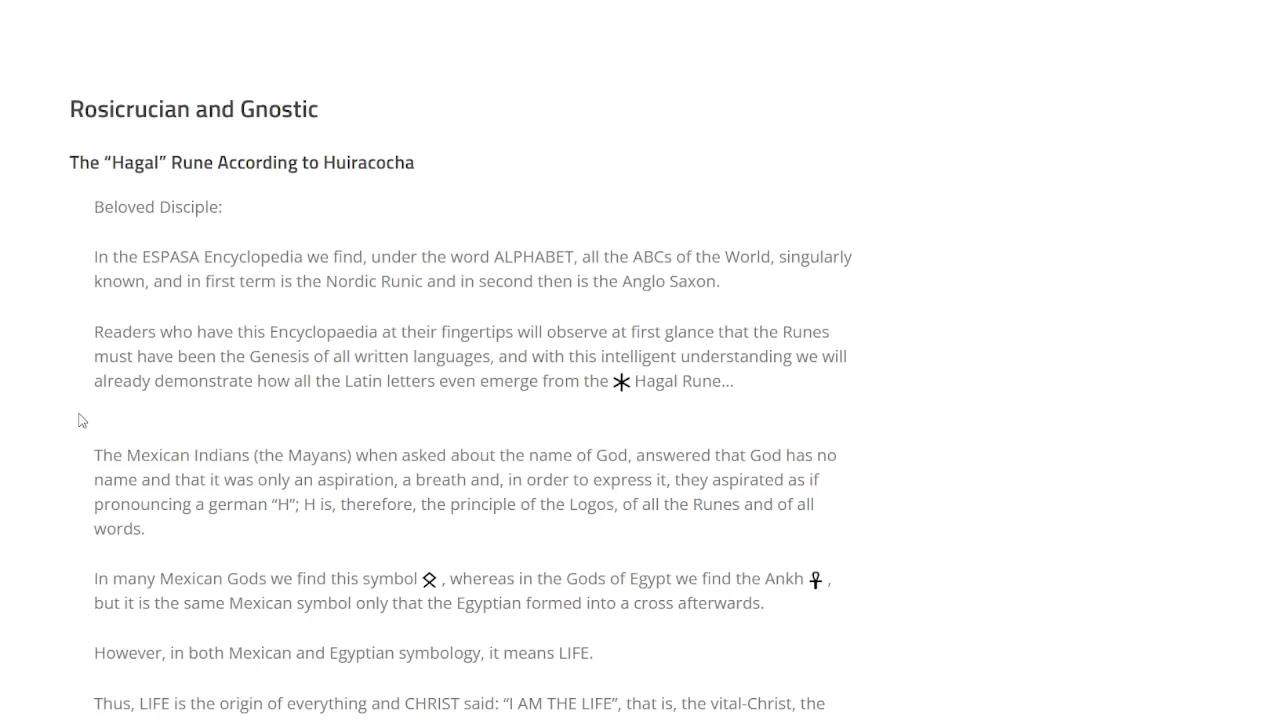 Rosicrucian and Gnostic
The “Hagal” Rune According to Huiracocha
Beloved Disciple:
In the ESPASA Encyclopedia we find, under the word ALPHABET, all the ABCs of the World, singularly
known, and in first term is the Nordic Runic and in second then is the Anglo Saxon.
Readers who have this Encyclopaedia at their fingertips will observe at first glance that the Runes
must have been the Genesis of all written languages, and with this intelligent understanding we will
already demonstrate how all the Latin letters even emerge from the ᚼ Hagal Rune...
The Mexican Indians (the Mayans) when asked about the name of God, answered that God has no
name and that it was only an aspiration, a breath and, in order to express it, they aspirated as if
pronouncing a german “H”; H is, therefore, the principle of the Logos, of all the Runes and of all
words.
In many Mexican Gods we find this symbol ᛟ , whereas in the Gods of Egypt we find the Ankh ☥ ,
but it is the same Mexican symbol only that the Egyptian formed into a cross afterwards.
However, in both Mexican and Egyptian symbology, it means LIFE.
Thus, LIFE is the origin of everything and CHRIST said: “I AM THE LIFE”, that is, the vital-Christ, the